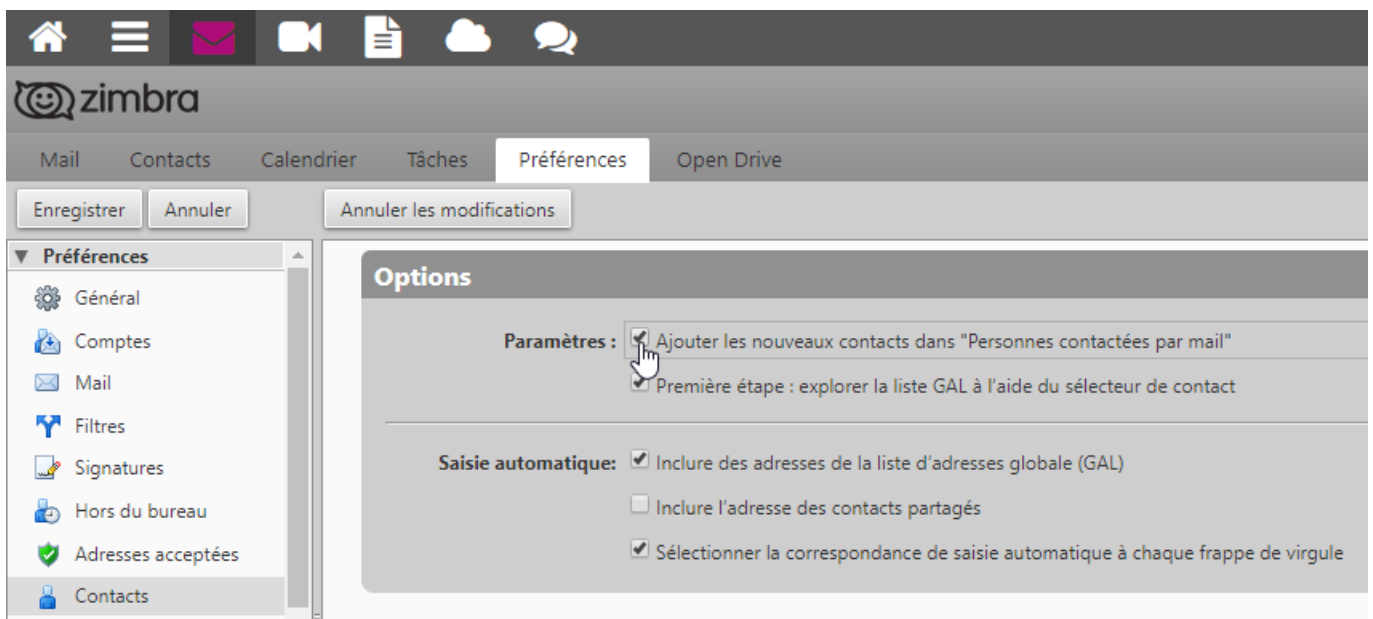 zimbra
Mail Contacts Calendrier Tâches Préférences Open Drive
Enregistrer Annuler Annuler les modifications
Préférences
Options
Général
Paramètres : Ajouter les nouveaux contacts dans "Personnes contactées par mail"
Comptes
Mail
Première étape : explorer la liste GAL à l'aide du sélecteur de contact
Filtres
Signatures
Saisie automatique: Inclure des adresses de la liste d'adresses globale (GAL)
Hors du bureau
Inclure l'adresse des contacts partagés
Adresses acceptées
Sélectionner la correspondance de saisie automatique à chaque frappe de virgule
Contacts